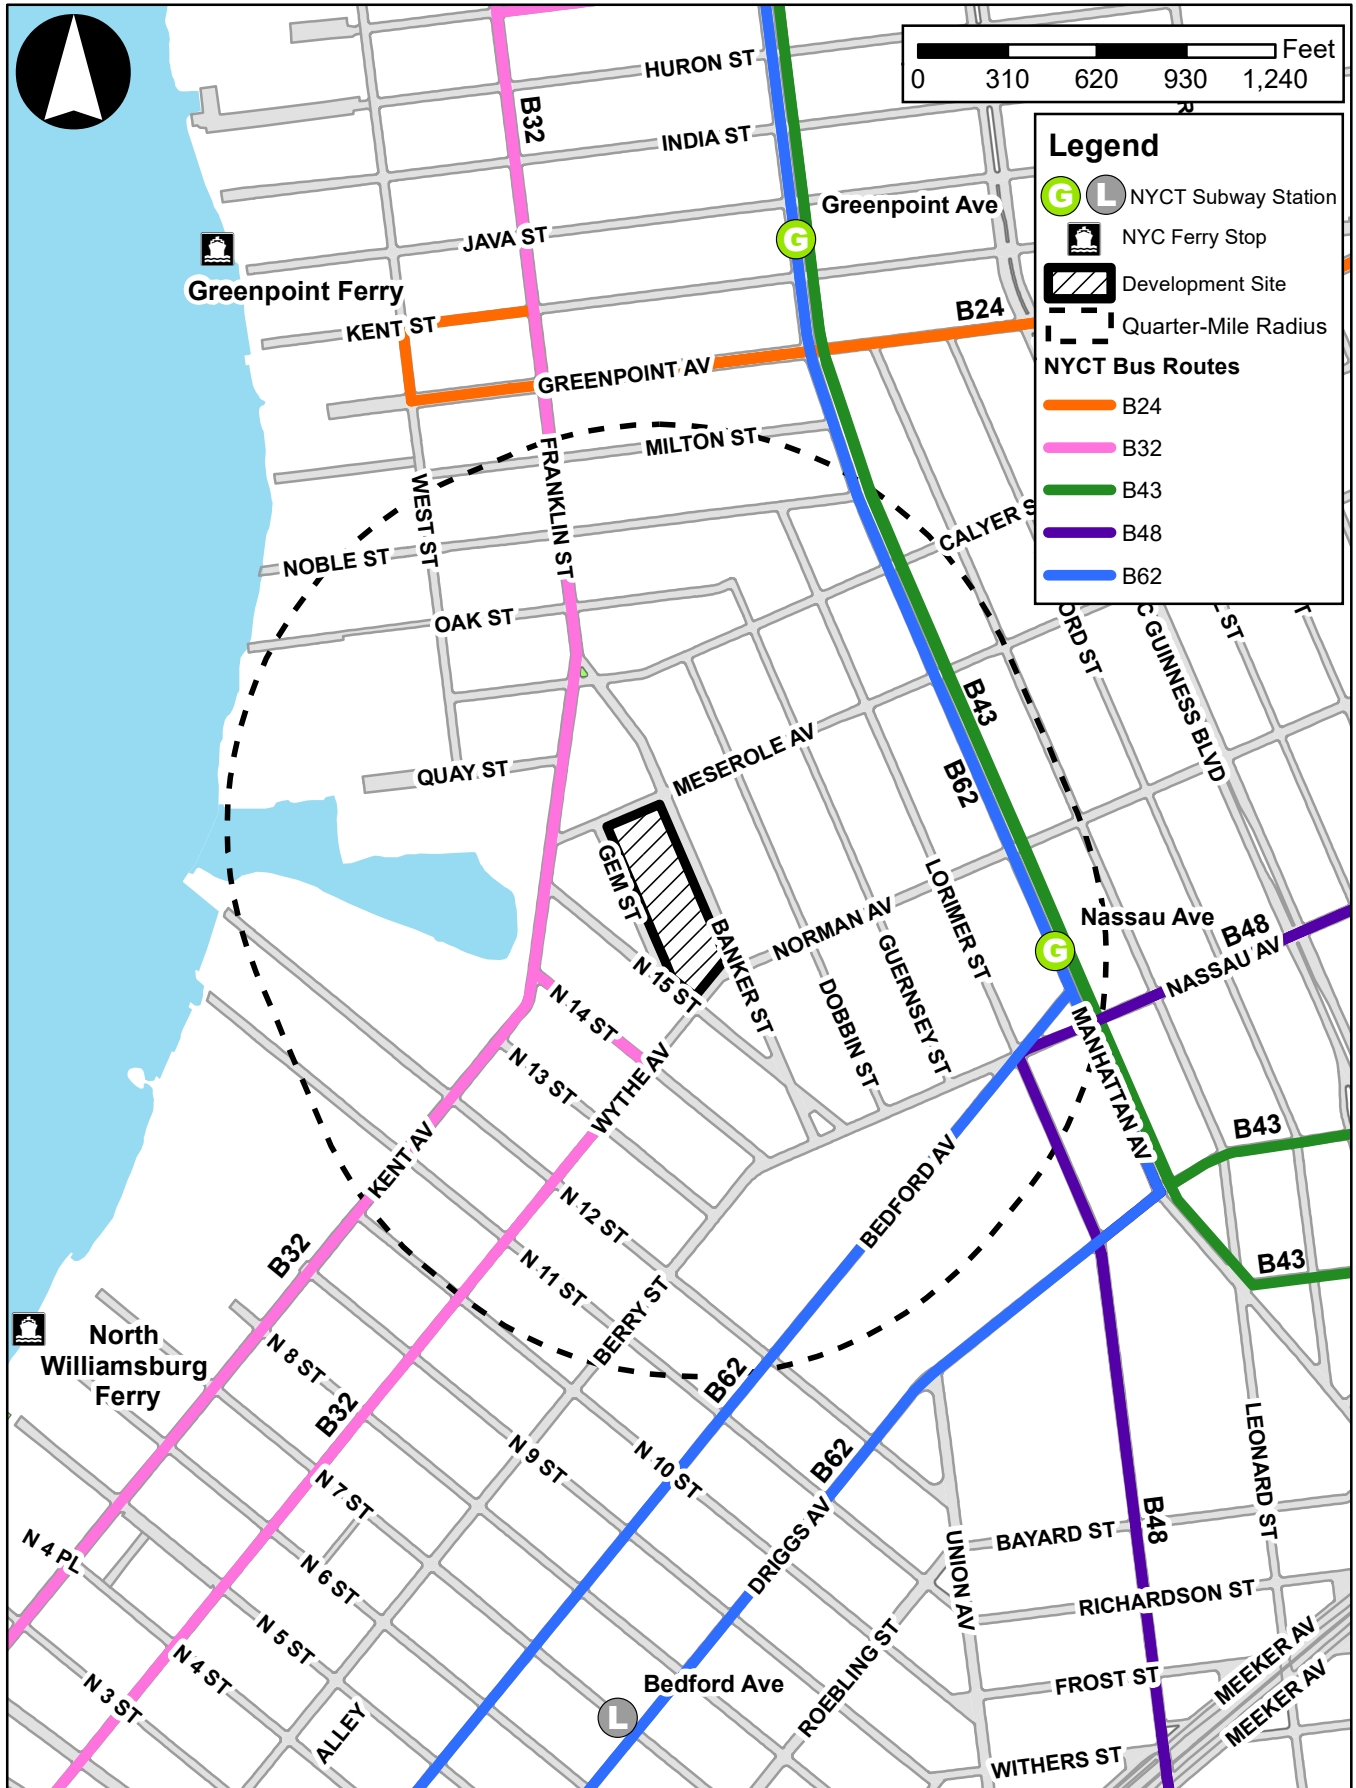 HURON ST
Feet
0 310 620 930 1,240
B32
INDIA ST
R
Legend
G L NYCT Subway Station
NYC Ferry Stop
Development Site
Quarter-Mile Radius
NYCT Bus Routes
B24
B32
B43
B48
B62
Greenpoint Ave
G
JAVA ST
Greenpoint Ferry
KENT ST
B24
GREENPOINT AV
MILTON ST
FRANKLIN ST
WEST ST
CALYER S
NOBLE ST
OAK ST
ORD ST
C GUINNESS BLVD
ST
T
B43
B62
MESEROLE AV
QUAY ST
GEM ST
LORIMER ST
NORMAN AV
Nassau Ave
G
B48
NASSAU AV
BANKER ST
GUERNSEY ST
DOBBIN ST
N 15 ST
N 14 ST
N 13 ST
WYTHE AV
MANHATTAN AV
KENT AV
B43
BEDFORD AV
N 12 ST
B32
N 11 ST
B43
BERRY ST
North
Williamsburg
Ferry
N 8 ST
B62
B32
N 9 ST
N 10 ST
B62
LEONARD ST
N 7 ST
B48
BAYARD ST
DRIGGS AV
UNION AV
N 4 PL
N 6 ST
RICHARDSON ST
N 5 ST
MEEKER AV
MEEKER AV
N 4 ST
Bedford Ave
L
ROEBLING ST
FROST ST
N 3 ST
ALLEY
WITHERS ST